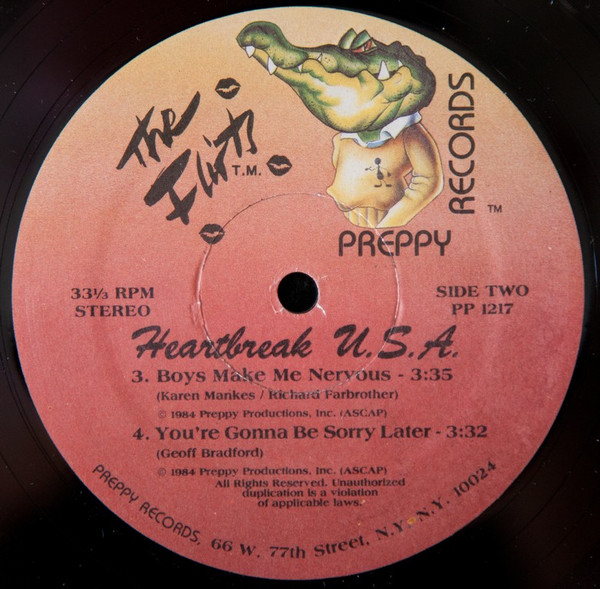 The
Flirts
T.M.
PREPPY
RECORDS
TM
33⅓ RPM
STEREO
SIDE TWO
PP 1217
Heartbreak U.S.A.
3. Boys Make Me Nervous - 3:35
(Karen Mankes / Richard Farbrother)
© 1984 Preppy Productions, Inc. (ASCAP)
4. You're Gonna Be Sorry Later - 3:32
(Geoff Bradford)
© 1984 Preppy Productions, Inc. (ASCAP)
All Rights Reserved. Unauthorized
duplication is a violation
of applicable laws.
PREPPY RECORDS, 66 W. 77th Street, N.Y. N.Y. 10024